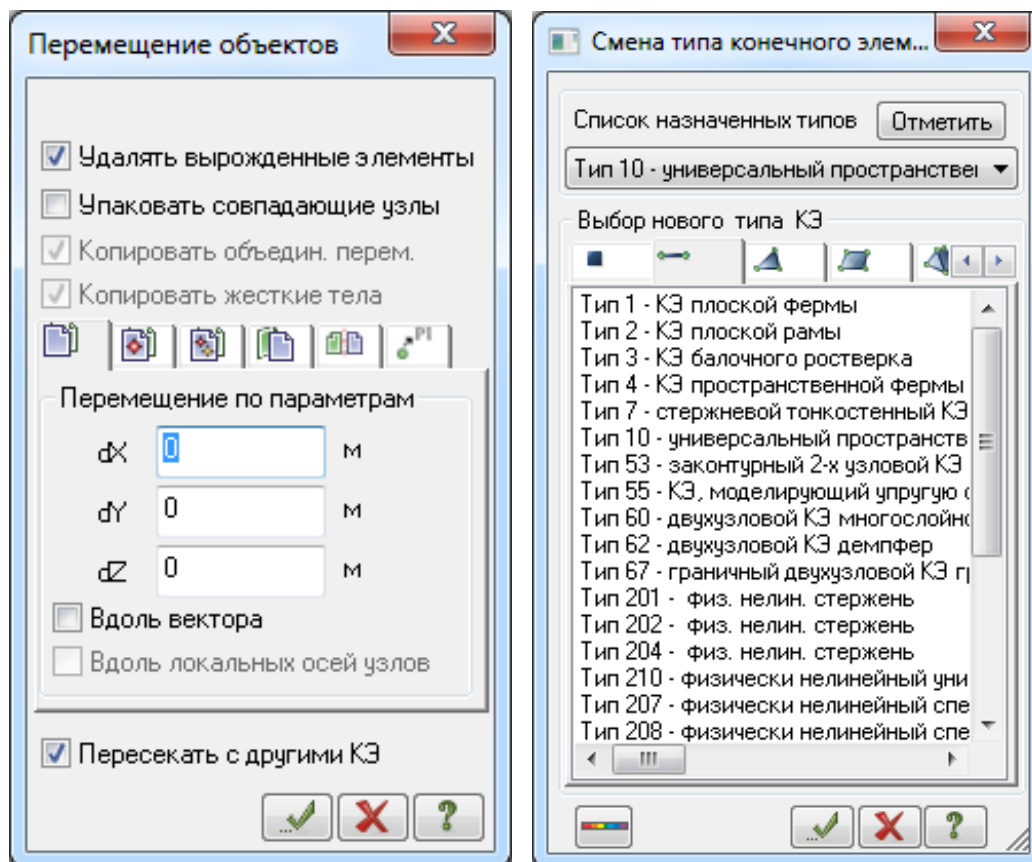 Перемещение объектов
Удалять вырожденные элементы
Упаковать совпадающие узлы
Копировать объедин. перем.
Копировать жесткие тела
PI
Перемещение по параметрам
dX 0 м
dY 0 м
dZ 0 м
Вдоль вектора
Вдоль локальных осей узлов
Пересекать с другими КЭ
?
Смена типа конечного элем...
Список назначенных типов Отметить
Тип 10 - универсальный пространствен
Выбор нового типа КЭ
Тип 1 - КЭ плоской фермы
Тип 2 - КЭ плоской рамы
Тип 3 - КЭ балочного ростверка
Тип 4 - КЭ пространственной фермы
Тип 7 - стержневой тонкостенный КЭ
Тип 10 - универсальный пространств
Тип 53 - законтурный 2-х узловой КЭ
Тип 55 - КЭ, моделирующий упругую
Тип 60 - двухузловой КЭ многослойно
Тип 62 - двухузловой КЭ демпфер
Тип 67 - граничный двухузловой КЭ г
Тип 201 - физ. нелин. стержень
Тип 202 - физ. нелин. стержень
Тип 204 - физ. нелин. стержень
Тип 210 - физически нелинейный уни
Тип 207 - физически нелинейный спе
Тип 208 - физически нелинейный спе
?